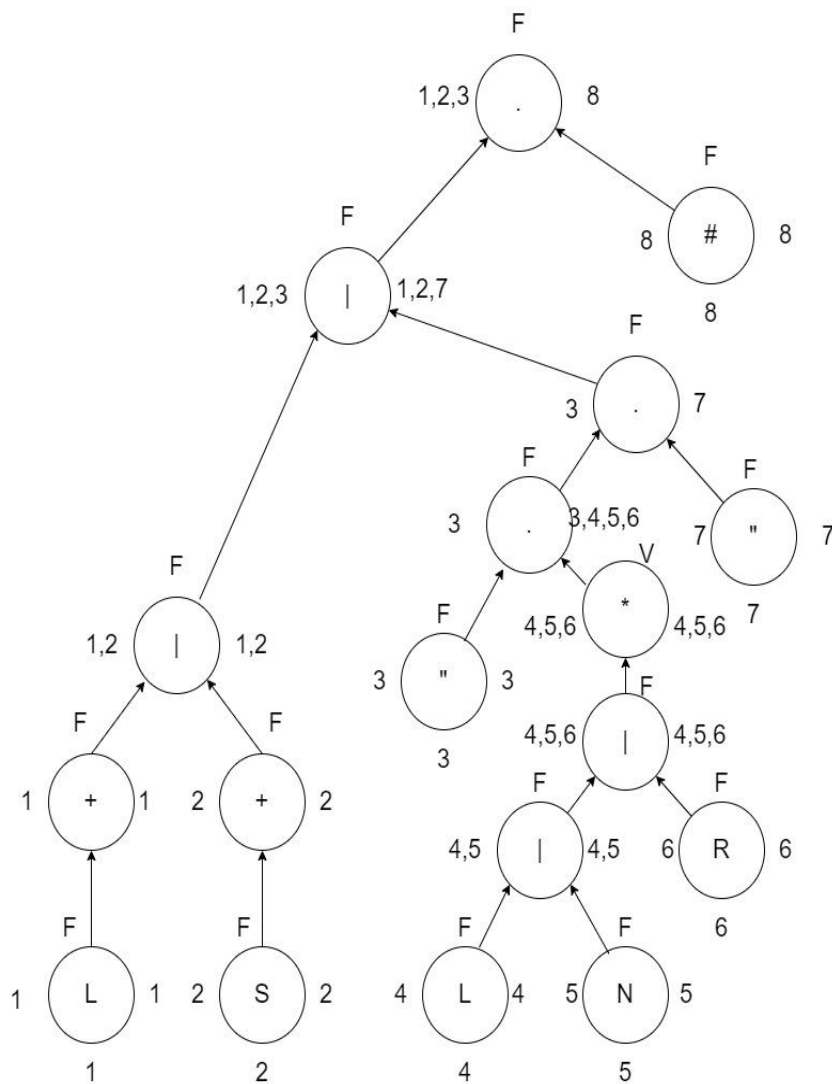 F
1,2,3 . 8
F
8 # 8
8
F
1,2,3 | 1,2,7
F
3 . 7
F
3 . 3,4,5,6
F
7 " 7
7
V
4,5,6 * 4,5,6
F
3 " 3
3
F
1,2 | 1,2
F
4,5,6 | 4,5,6
F F
1 + 1 2 + 2
F
4,5 | 4,5
F
6 R 6
6
F F
1 L 1 2 S 2
1 2
F F
4 L 4 5 N 5
4 5